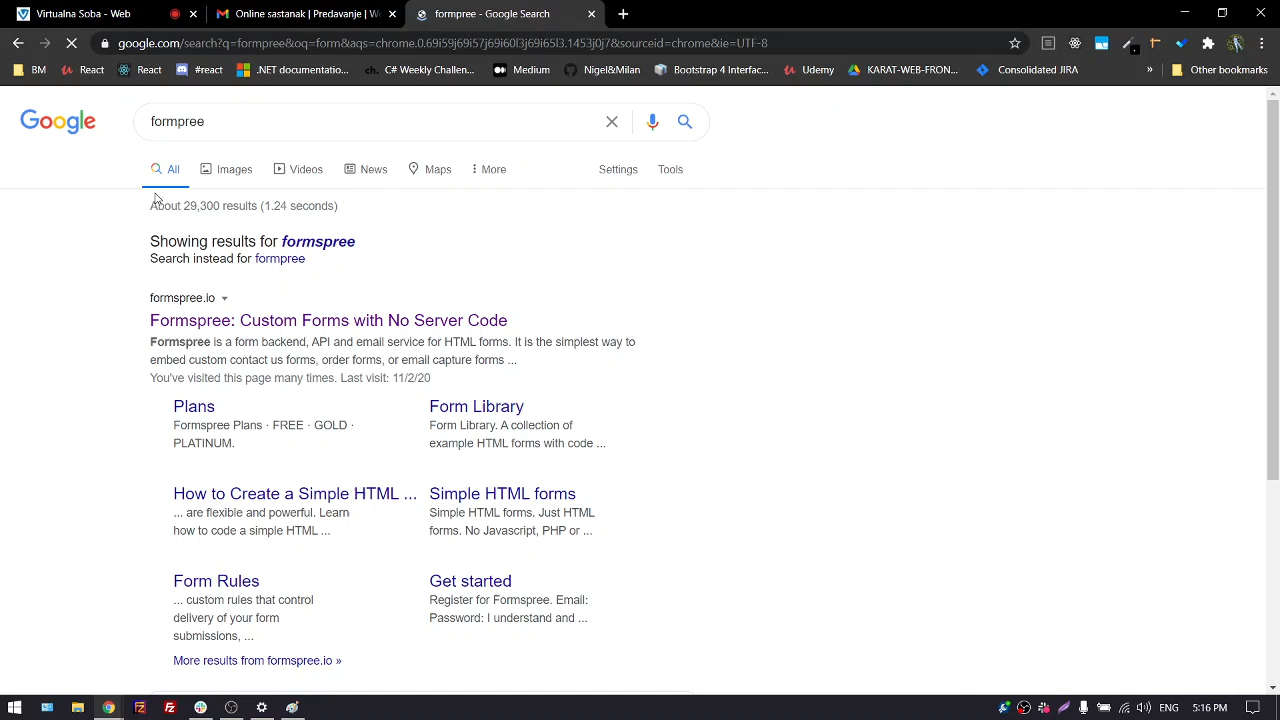 Virtualna Soba - Web
Online sastanak | Predavanje | W
formpree - Google Search
google.com/search?q=formpree&oq=form&aqs=chrome.0.69i59j69i57j69i60l3j69i65l3.1453j0j7&sourceid=chrome&ie=UTF-8
BM
React
React
#react
.NET documentatio...
ch. C# Weekly Challen...
Medium
Nigel&Milan
Bootstrap 4 Interfac...
Udemy
KARAT-WEB-FRON...
Consolidated JIRA
»
Other bookmarks
Google
formpree
All
Images
Videos
News
Maps
More
Settings
Tools
About 29,300 results (1.24 seconds)
Showing results for formspree
Search instead for formpree
formspree.io
Formspree: Custom Forms with No Server Code
Formspree is a form backend, API and email service for HTML forms. It is the simplest way to
embed custom contact us forms, order forms, or email capture forms ...
You've visited this page many times. Last visit: 11/2/20
Plans
Formspree Plans · FREE · GOLD ·
PLATINUM.
Form Library
Form Library. A collection of
example HTML forms with code ...
How to Create a Simple HTML ...
... are flexible and powerful. Learn
how to code a simple HTML ...
Simple HTML forms
Simple HTML forms. Just HTML
forms. No Javascript, PHP or ...
Form Rules
... custom rules that control
delivery of your form
submissions, ...
Get started
Register for Formspree. Email:
Password: I understand and ...
More results from formspree.io »
ENG
5:16 PM